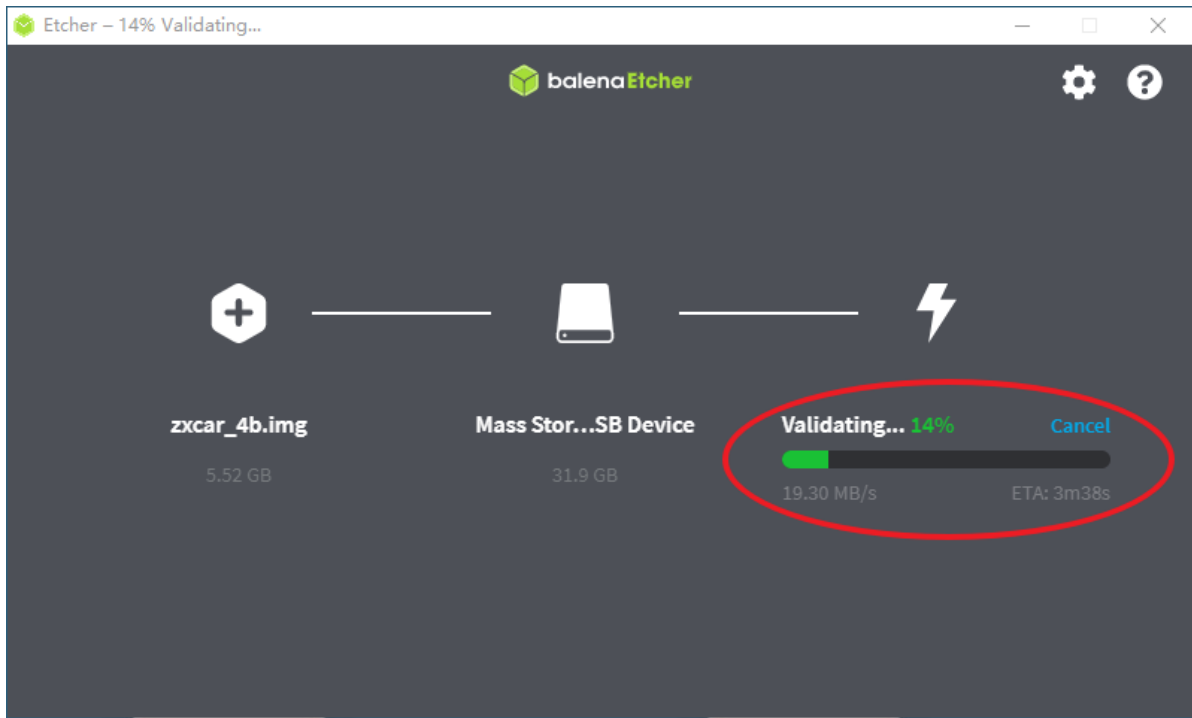 Etcher – 14% Validating...
balenaEtcher
zxcar_4b.img
5.52 GB
Mass Stor...SB Device
31.9 GB
Validating... 14% Cancel
19.30 MB/s ETA: 3m38s